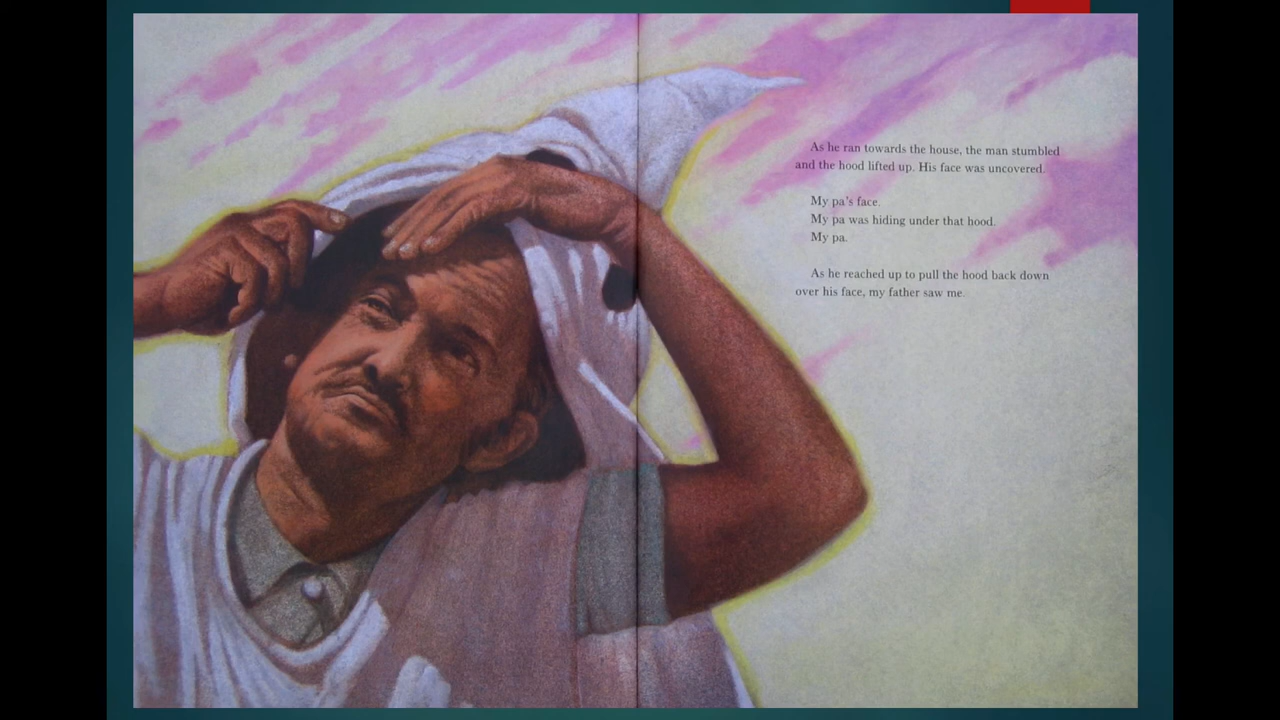 As he ran towards the house, the man stumbled
and the hood lifted up. His face was uncovered.
My pa's face.
My pa was hiding under that hood.
My pa.
As he reached up to pull the hood back down
over his face, my father saw me.